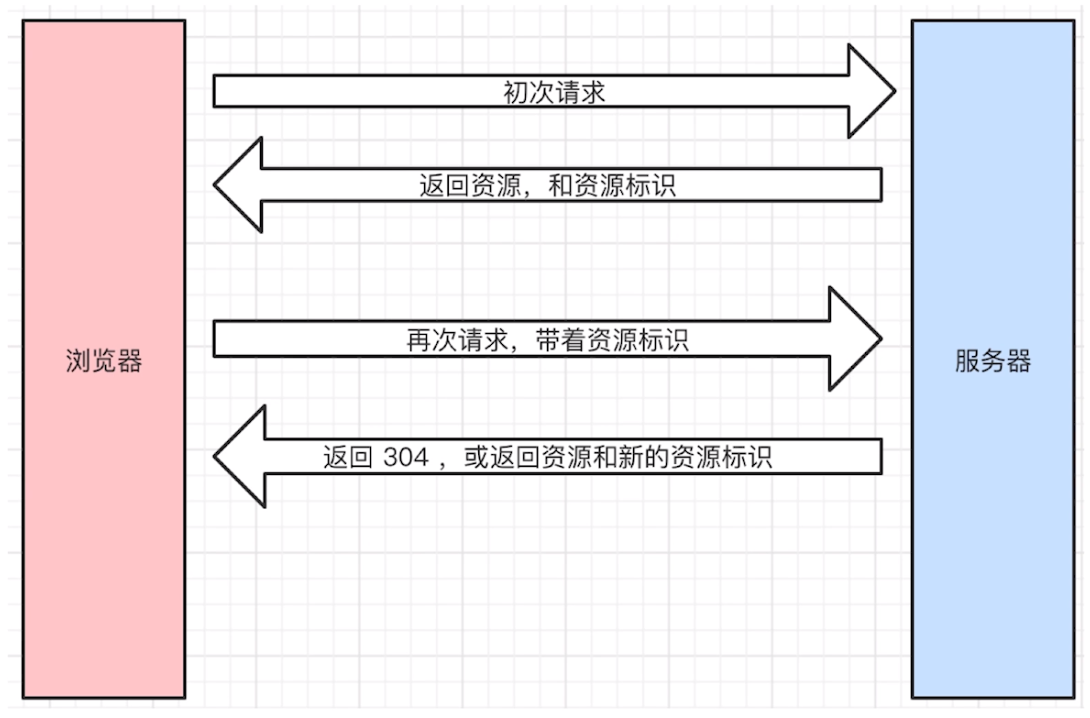 初次请求
返回资源，和资源标识
再次请求，带着资源标识
浏览器
服务器
返回 304 ，或返回资源和新的资源标识